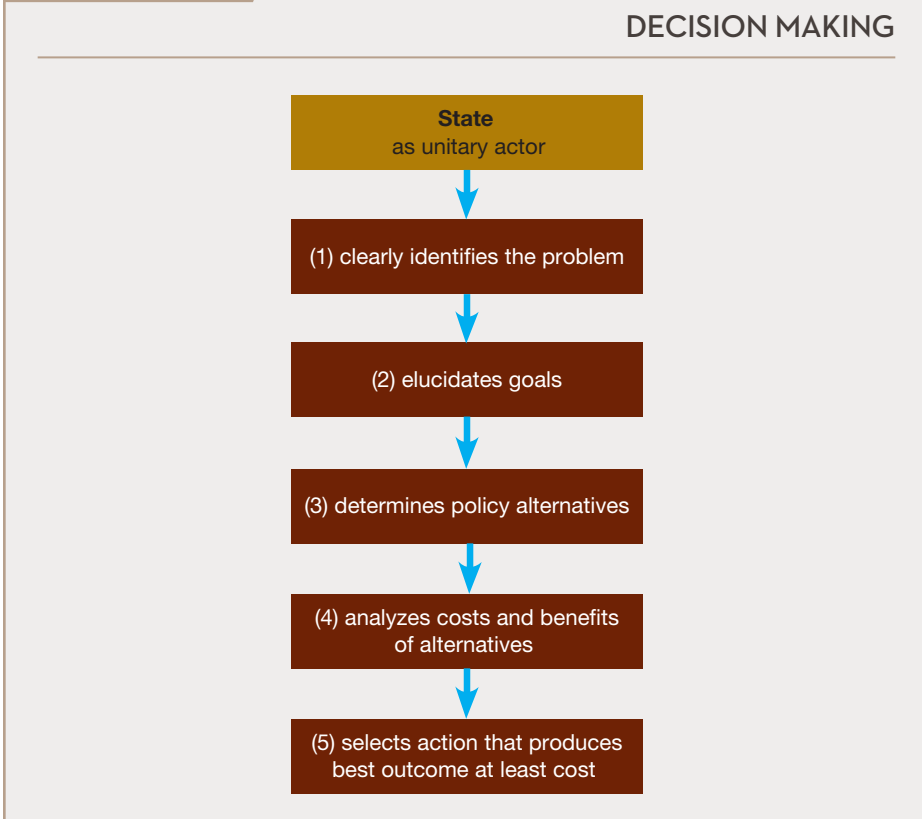 DECISION MAKING
State
as unitary actor
(1) clearly identifies the problem
(2) elucidates goals
(3) determines policy alternatives
(4) analyzes costs and benefits
of alternatives
(5) selects action that produces
best outcome at least cost